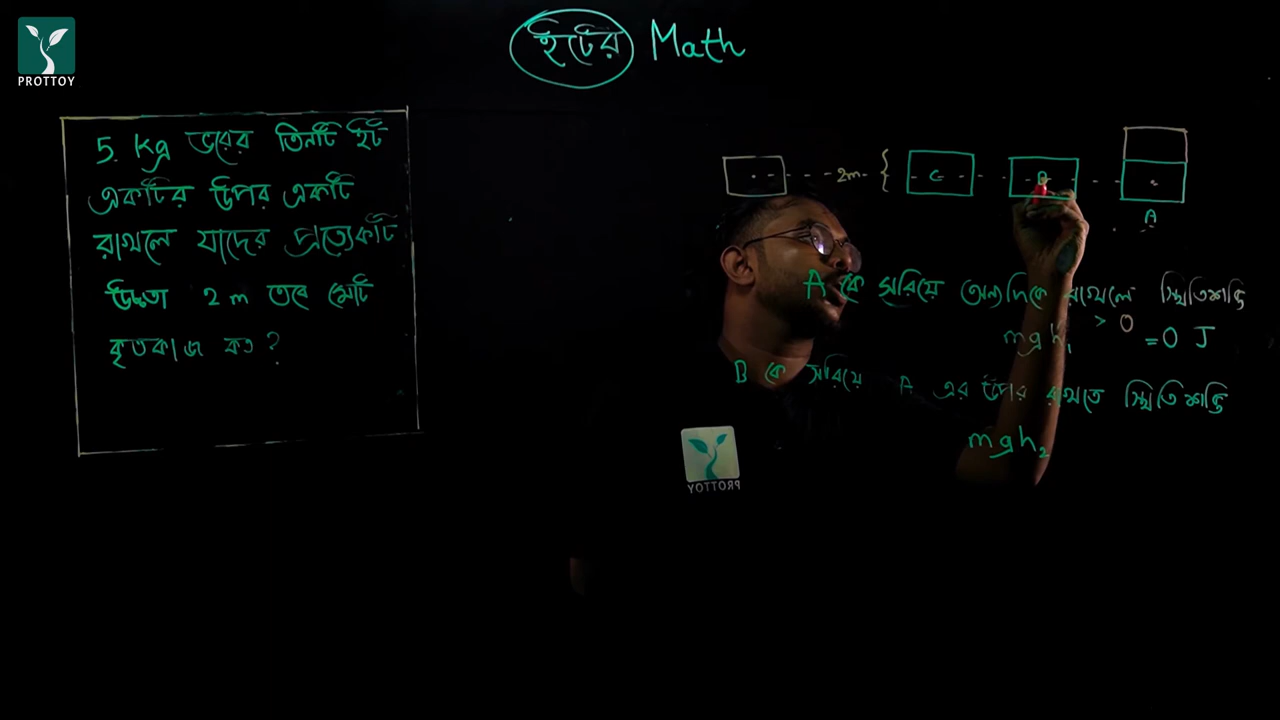 PROTTOY
ইটের Math
5. Kg ভরের তিনটি ইট
একটির উপর একটি
রাখলে যাদের প্রত্যেকটি
উচ্চতা 2 m তবে মোট
কৃতকাজ কত ?
2m
C
B
A
A কে সরিয়ে অন্যদিকে রাখলে স্থিতিশক্তি
mgh₁ > 0 = 0 J
B কে সরিয়ে A এর উপর রাখতে স্থিতিশক্তি
mgh₂
PROTTOY